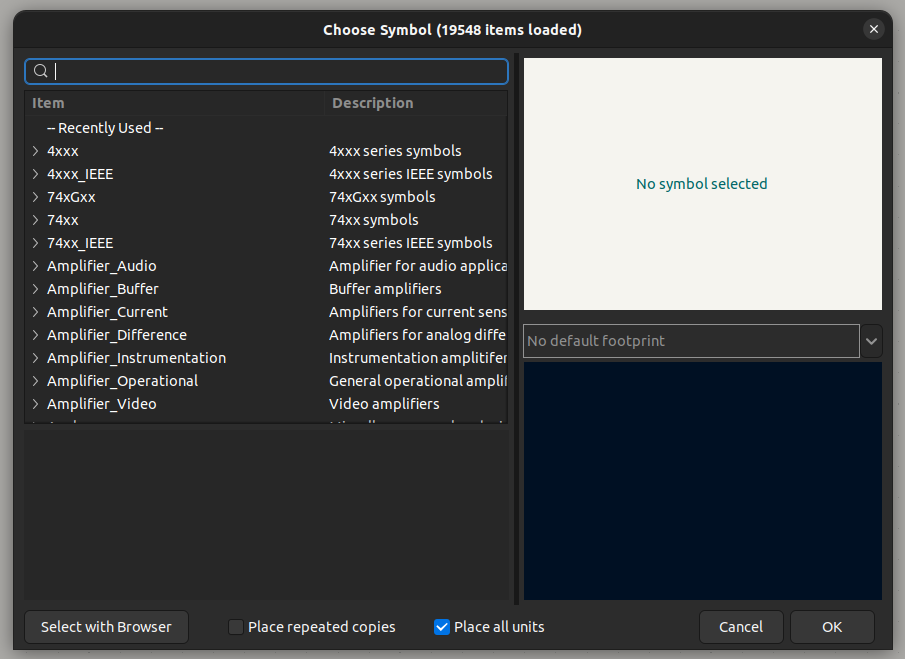 Choose Symbol (19548 items loaded)
Item Description
-- Recently Used --
4xxx 4xxx series symbols
4xxx_IEEE 4xxx series IEEE symbols
74xGxx 74xGxx symbols
74xx 74xx symbols
74xx_IEEE 74xx series IEEE symbols
Amplifier_Audio Amplifier for audio applica
Amplifier_Buffer Buffer amplifiers
Amplifier_Current Amplifiers for current sens
Amplifier_Difference Amplifiers for analog diffe
Amplifier_Instrumentation Instrumentation amplitifer
Amplifier_Operational General operational amplif
Amplifier_Video Video amplifiers
No symbol selected
No default footprint
Select with Browser Place repeated copies Place all units Cancel OK